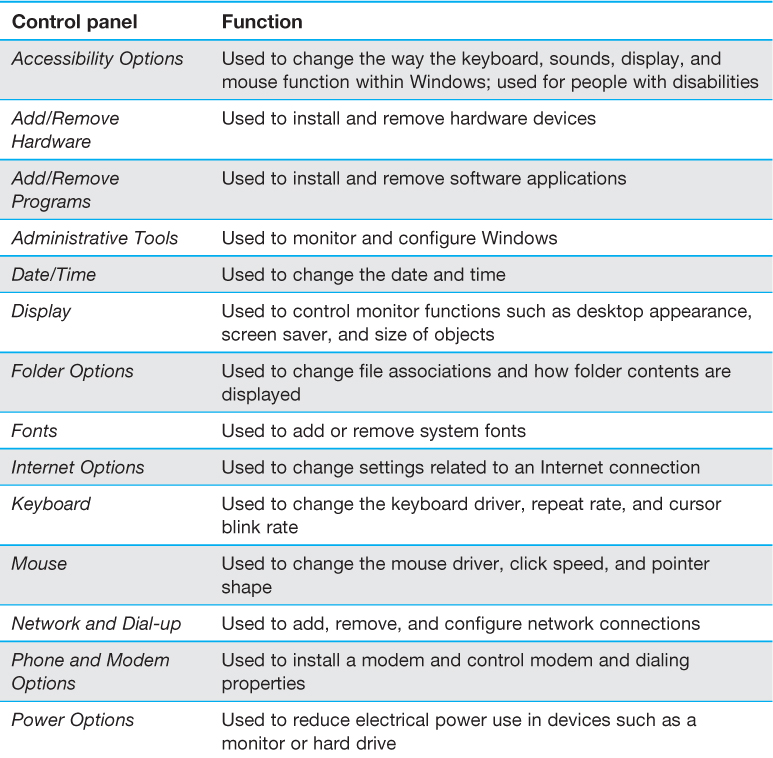 Control panel Function
Accessibility Options Used to change the way the keyboard, sounds, display, and
mouse function within Windows; used for people with disabilities
Add/Remove Used to install and remove hardware devices
Hardware
Add/Remove Used to install and remove software applications
Programs
Administrative Tools Used to monitor and configure Windows
Date/Time Used to change the date and time
Display Used to control monitor functions such as desktop appearance,
screen saver, and size of objects
Folder Options Used to change file associations and how folder contents are
displayed
Fonts Used to add or remove system fonts
Internet Options Used to change settings related to an Internet connection
Keyboard Used to change the keyboard driver, repeat rate, and cursor
blink rate
Mouse Used to change the mouse driver, click speed, and pointer
shape
Network and Dial-up Used to add, remove, and configure network connections
Phone and Modem Used to install a modem and control modem and dialing
Options properties
Power Options Used to reduce electrical power use in devices such as a
monitor or hard drive